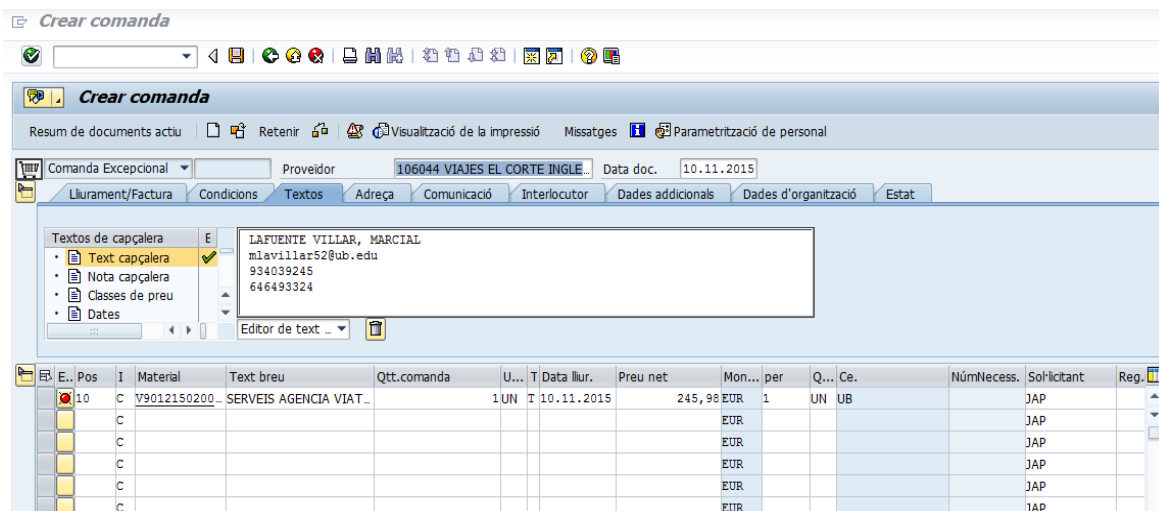 Crear comanda
Crear comanda
Resum de documents actiu Retenir Visualització de la impressió Missatges Parametrització de personal
Comanda Excepcional Proveïdor 106044 VIAJES EL CORTE INGLE... Data doc. 10.11.2015
Lliurament/Factura Condicions Textos Adreça Comunicació Interlocutor Dades addicionals Dades d'organització Estat
Textos de capçalera E
Text capçalera
Nota capçalera
Classes de preu
Dates
LAFUENTE VILLAR, MARCIAL
mlavillar52@ub.edu
934039245
646493324
Editor de text ...
E.. Pos I Material Text breu Qtt.comanda U... T Data lliur. Preu net Mon... per Q... Ce. NúmNecess. Sol·licitant Reg.
10 C V9012150200... SERVEIS AGENCIA VIAT... 1 UN T 10.11.2015 245,98 EUR 1 UN UB JAP
C EUR JAP
C EUR JAP
C EUR JAP
C EUR JAP
C EUR JAP